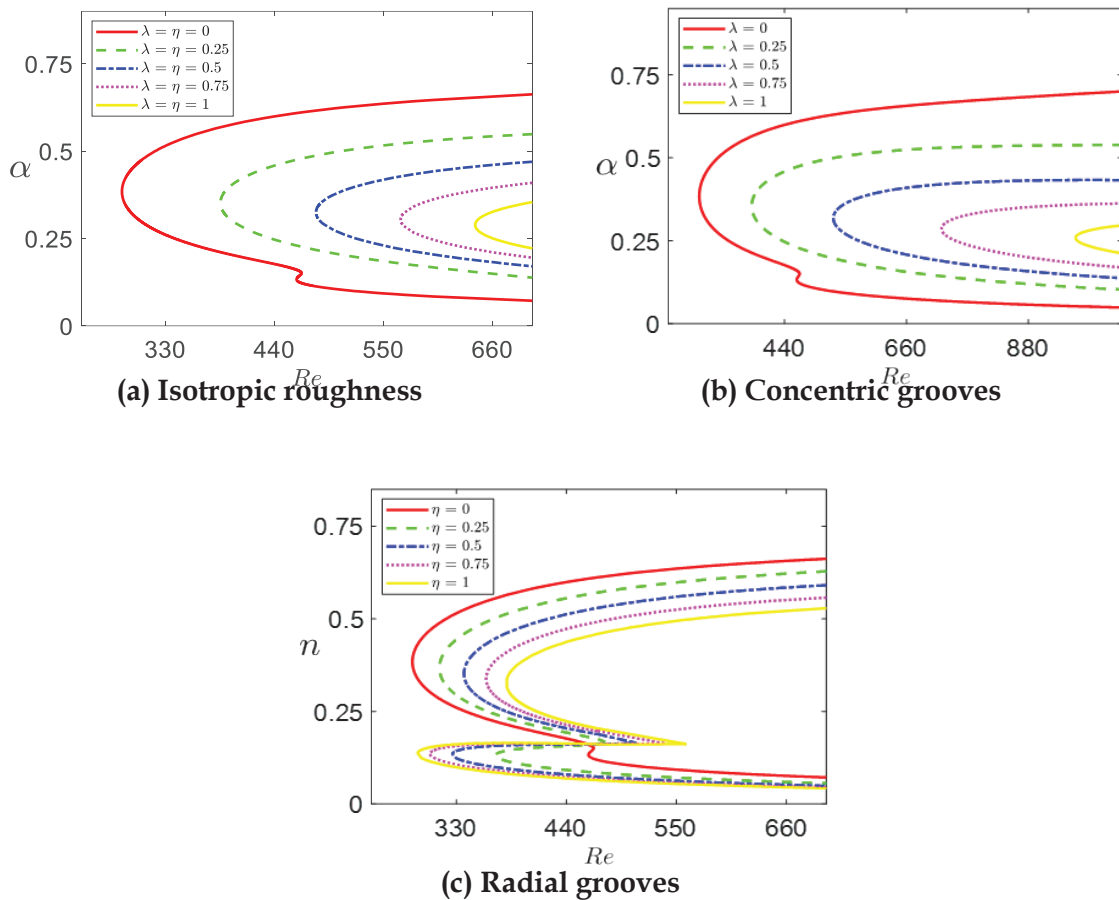 λ = η = 0
λ = η = 0.25
λ = η = 0.5
λ = η = 0.75
λ = η = 1
0.75
0.5
0.25
0
α
330
440
550
660
Re
(a) Isotropic roughness
λ = 0
λ = 0.25
λ = 0.5
λ = 0.75
λ = 1
0.75
0.5
0.25
0
α
440
660
880
Re
(b) Concentric grooves
η = 0
η = 0.25
η = 0.5
η = 0.75
η = 1
0.75
0.5
0.25
0
n
330
440
550
660
Re
(c) Radial grooves